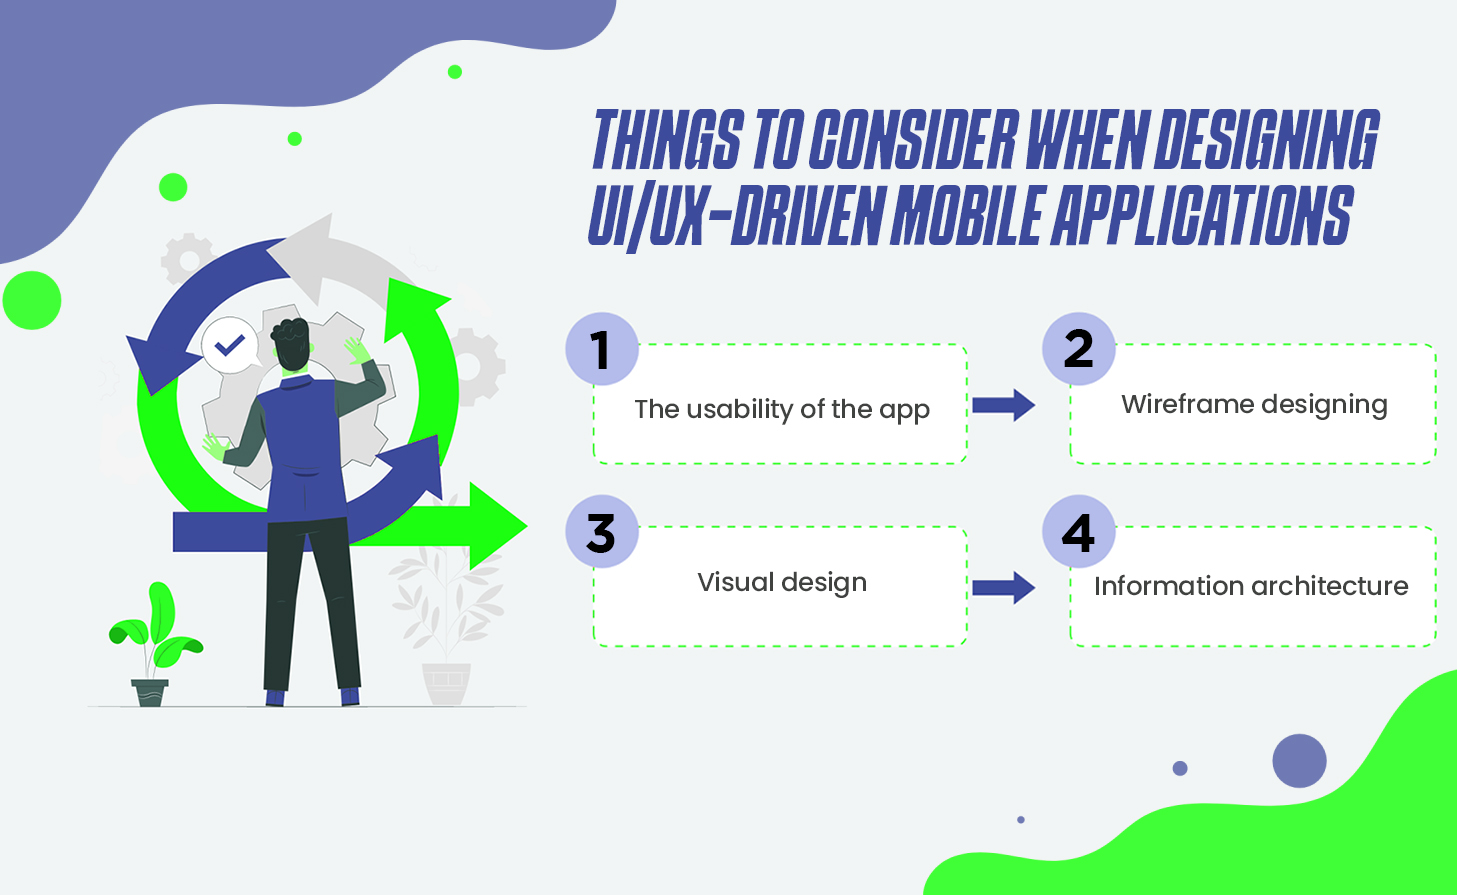 THINGS TO CONSIDER WHEN DESIGNING
UI/UX-DRIVEN MOBILE APPLICATIONS
1
The usability of the app
2
Wireframe designing
3
Visual design
4
Information architecture